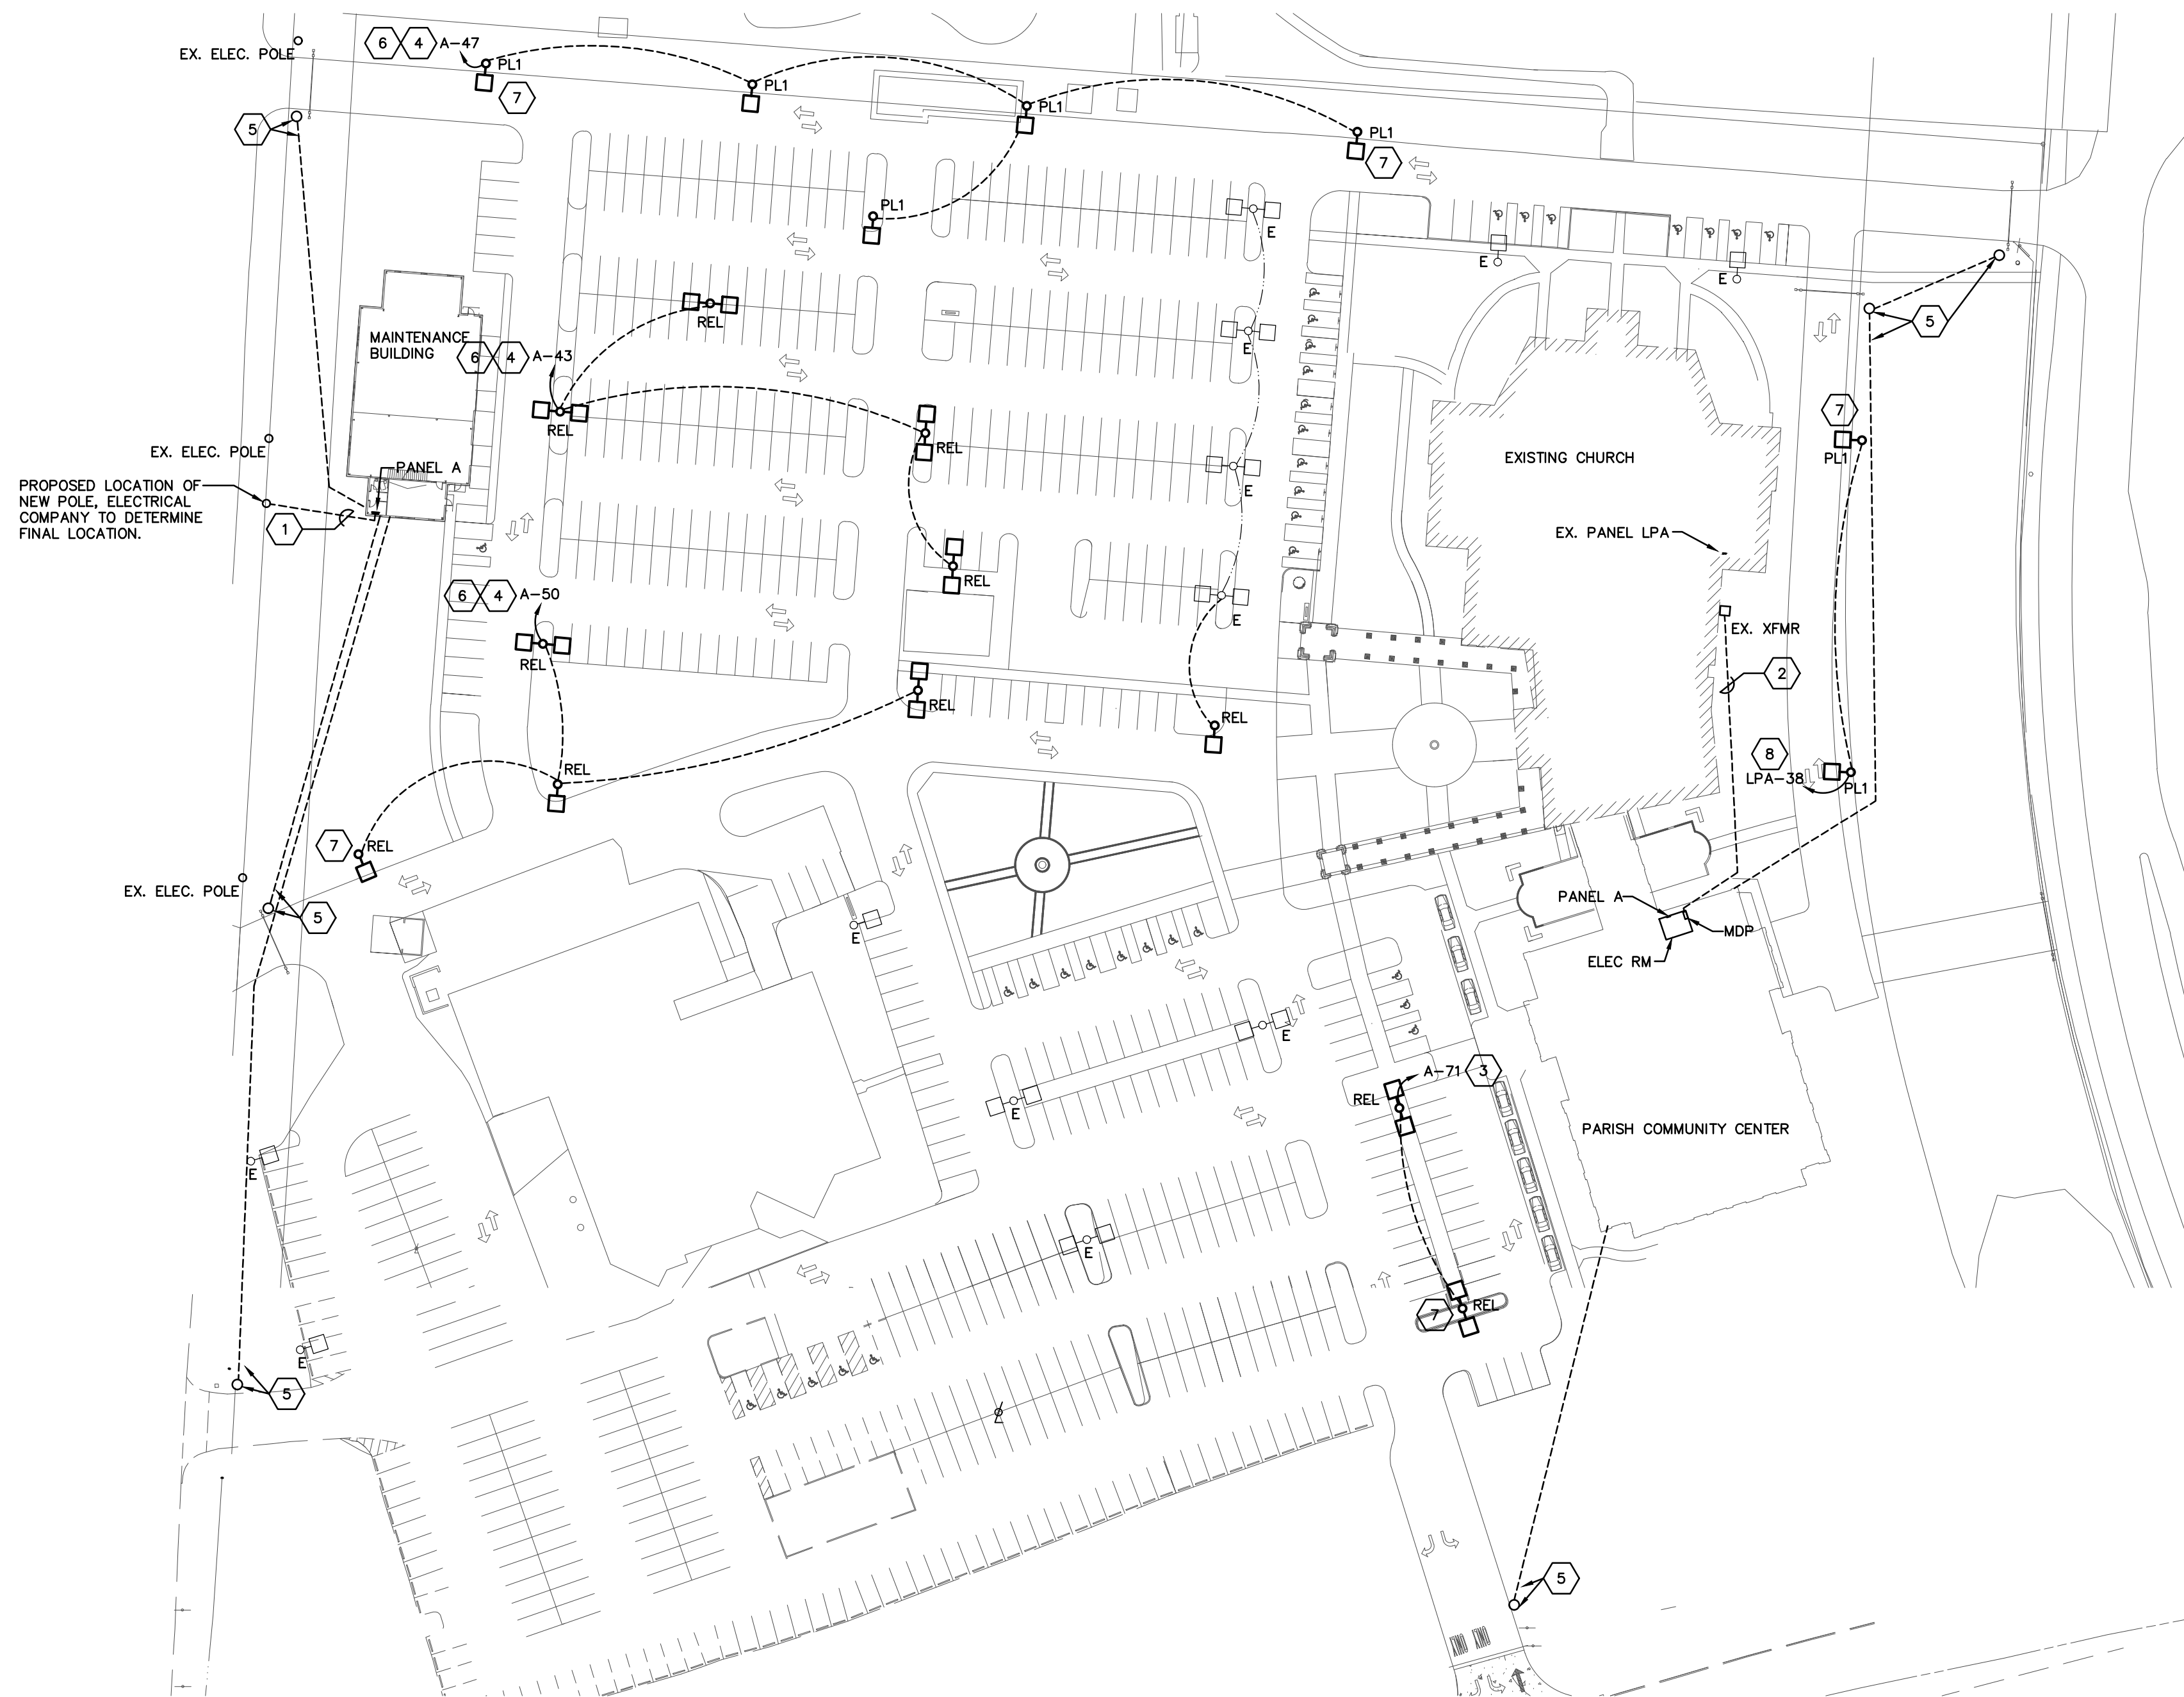 EX. ELEC. POLE
6 4 A-47
PL1
7
PL1
PL1
PL1
7
5
PL1
E
E
E
E
5
REL
MAINTENANCE
BUILDING
6 4 A-43
REL
REL
7
PL1
EX. ELEC. POLE
PANEL A
E
EXISTING CHURCH
PROPOSED LOCATION OF
NEW POLE, ELECTRICAL
COMPANY TO DETERMINE
FINAL LOCATION.
1
EX. PANEL LPA
REL
6 4 A-50
E
EX. XFMR
REL
2
REL
REL
REL
8
LPA-38
PL1
7
REL
EX. ELEC. POLE
5
E
PANEL A
MDP
ELEC RM
E
E
A-71 3
REL
PARISH COMMUNITY CENTER
E
E
7
REL
E
5
5